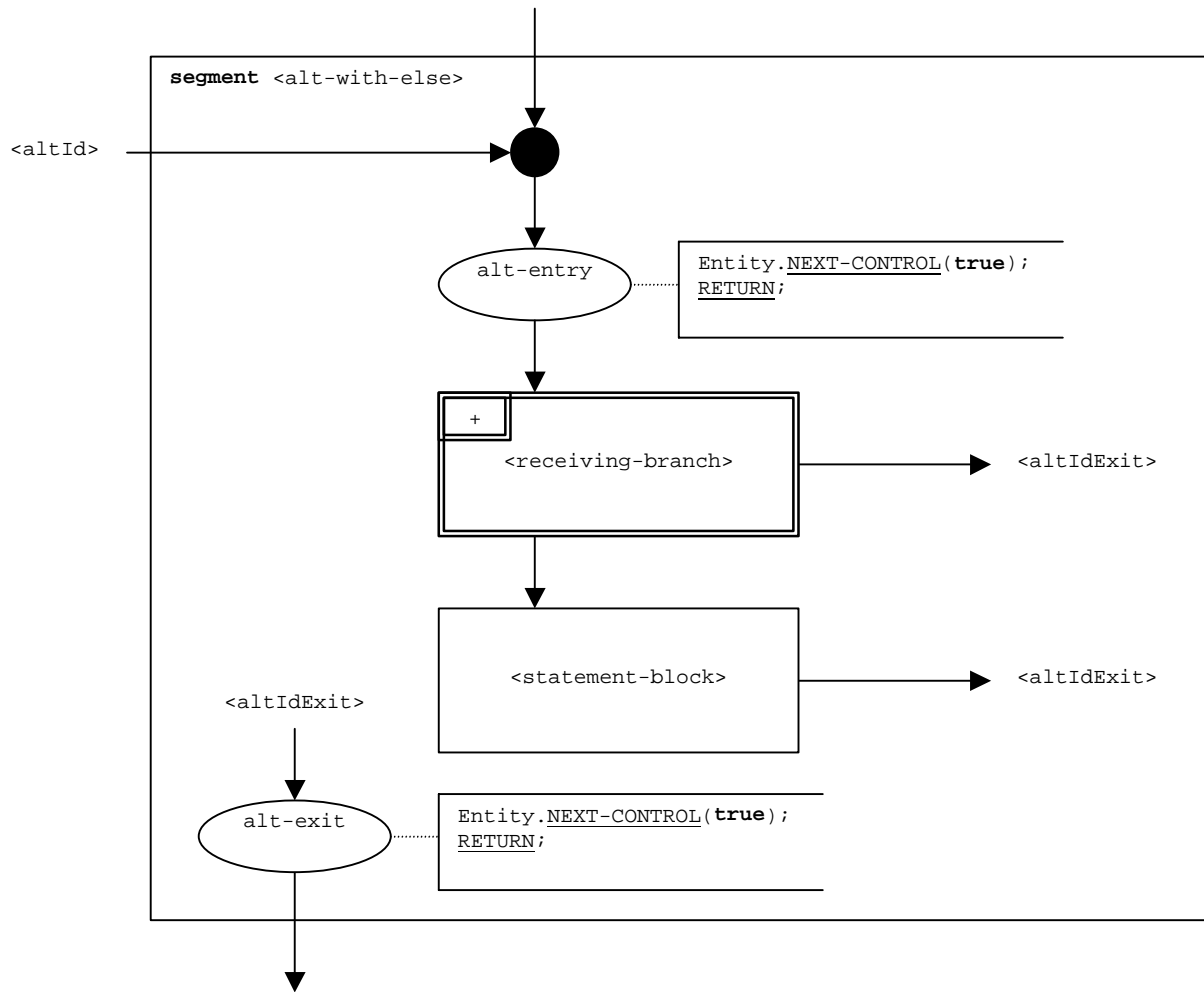 segment <alt-with-else>
<altId>
alt-entry
Entity.NEXT-CONTROL(true);
RETURN;
+
<receiving-branch>
<altIdExit>
<statement-block>
<altIdExit>
<altIdExit>
alt-exit
Entity.NEXT-CONTROL(true);
RETURN;